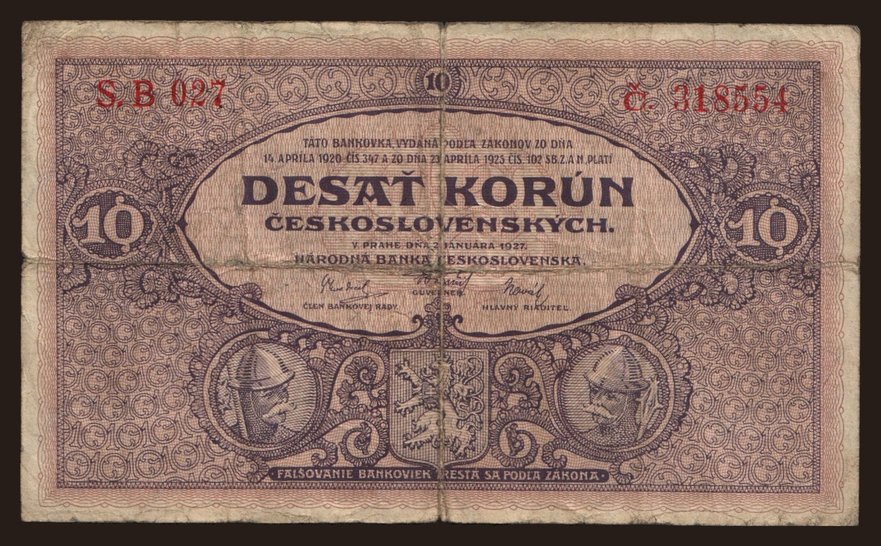 10
S. B 027
Č. 318554
TÁTO BANKOVKA, VYDANÁ PODĽA ZÁKONOV ZO DŇA
14. APRÍLA 1920 ČÍS. 347 A ZO DŇA 23. APRÍLA 1923 ČÍS. 102 SB. Z. A N. PLATÍ
DESAŤ KORÚN
ČESKOSLOVENSKÝCH.
10
10
V PRAHE, DŇA 2. JANUÁRA 1927.
NÁRODNÁ BANKA ČESKOSLOVENSKÁ.
ČLEN BANKOVEJ RADY.
GUVERNÉR.
HLAVNÝ RIADITEĽ.
FALŠOVANIE BANKOVIEK TRESTÁ SA PODĽA ZÁKONA.